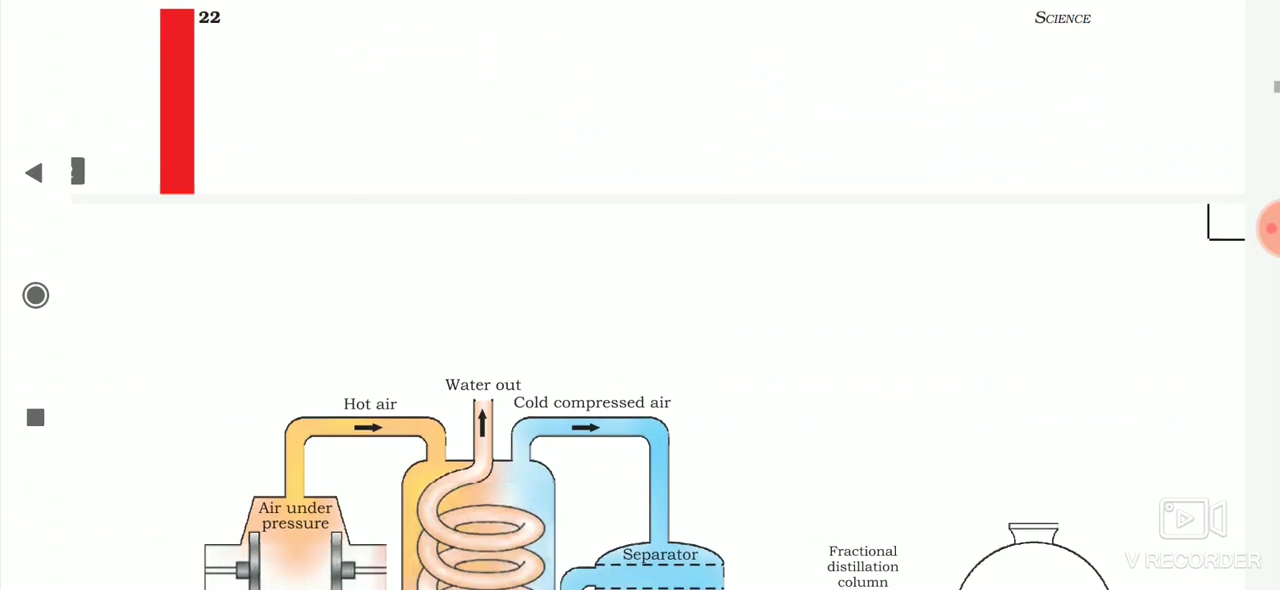 22
SCIENCE
Water out
Hot air
Cold compressed air
Air under
pressure
Separator
Fractional
distillation
column
V RECORDER